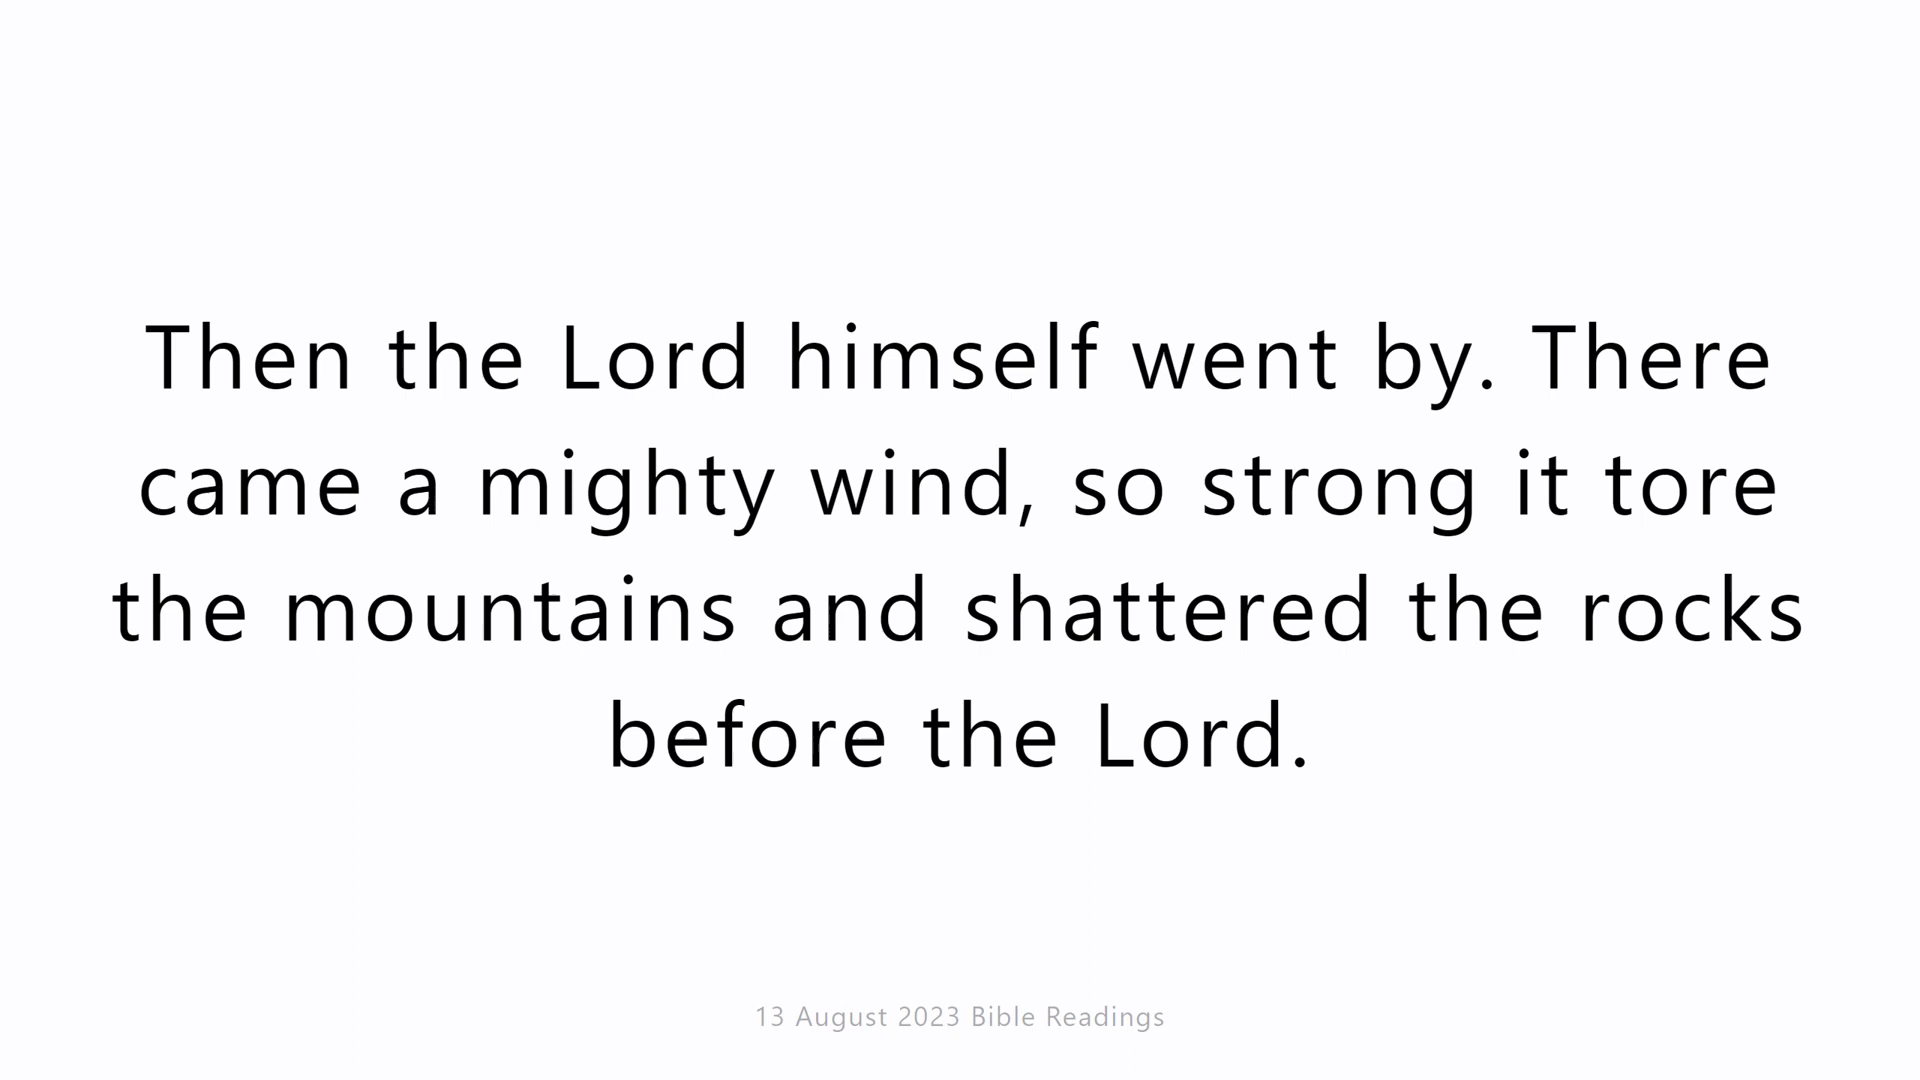 Then the Lord himself went by. There
came a mighty wind, so strong it tore
the mountains and shattered the rocks
before the Lord.
13 August 2023 Bible Readings